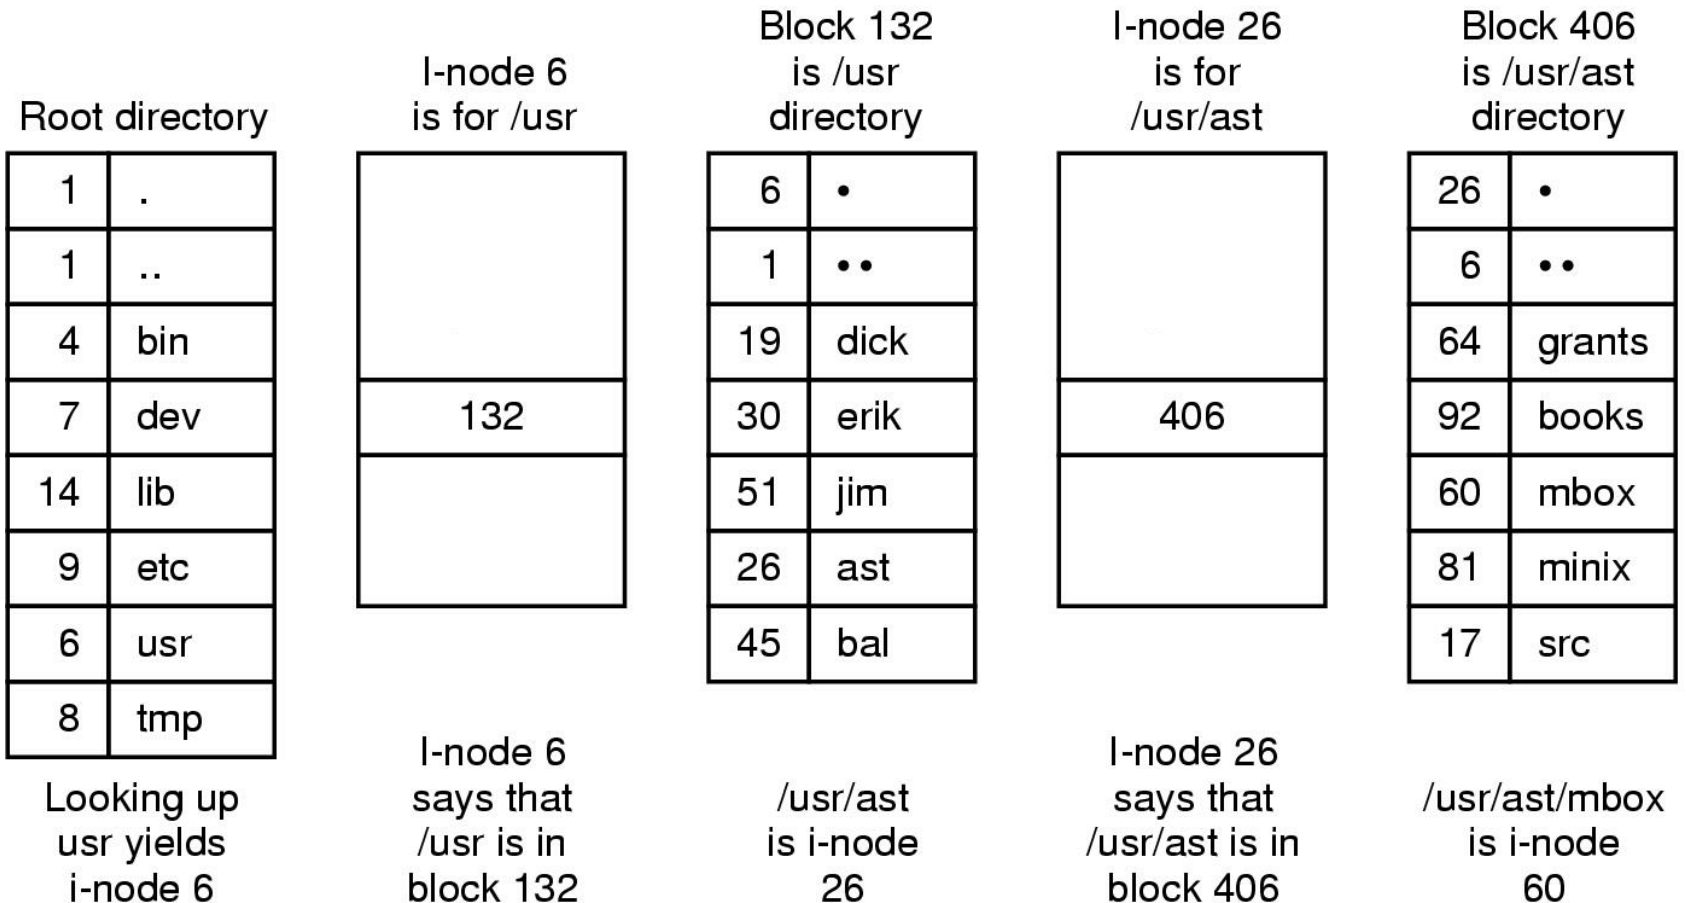 Root directory
1 .
1 ..
4 bin
7 dev
14 lib
9 etc
6 usr
8 tmp
Looking up
usr yields
i-node 6
I-node 6
is for /usr
132
I-node 6
says that
/usr is in
block 132
Block 132
is /usr
directory
6 •
1 ••
19 dick
30 erik
51 jim
26 ast
45 bal
/usr/ast
is i-node
26
I-node 26
is for
/usr/ast
406
I-node 26
says that
/usr/ast is in
block 406
Block 406
is /usr/ast
directory
26 •
6 ••
64 grants
92 books
60 mbox
81 minix
17 src
/usr/ast/mbox
is i-node
60